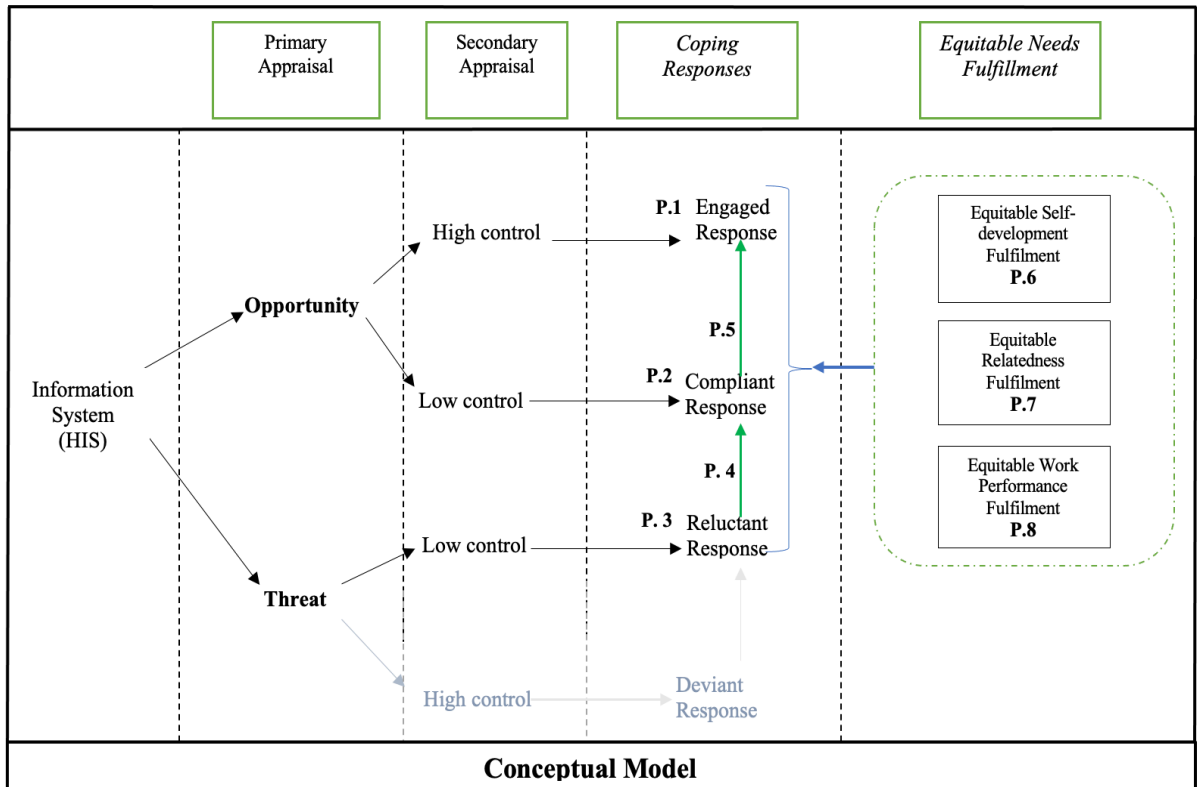 Primary
Appraisal
Secondary
Appraisal
Coping
Responses
Equitable Needs
Fulfillment
Information
System
(HIS)
Opportunity
Threat
High control
Low control
Low control
High control
P.1 Engaged
Response
P.5
P.2 Compliant
Response
P. 4
P. 3 Reluctant
Response
Deviant
Response
Equitable Self-
development
Fulfilment
P.6
Equitable
Relatedness
Fulfilment
P.7
Equitable Work
Performance
Fulfilment
P.8
Conceptual Model